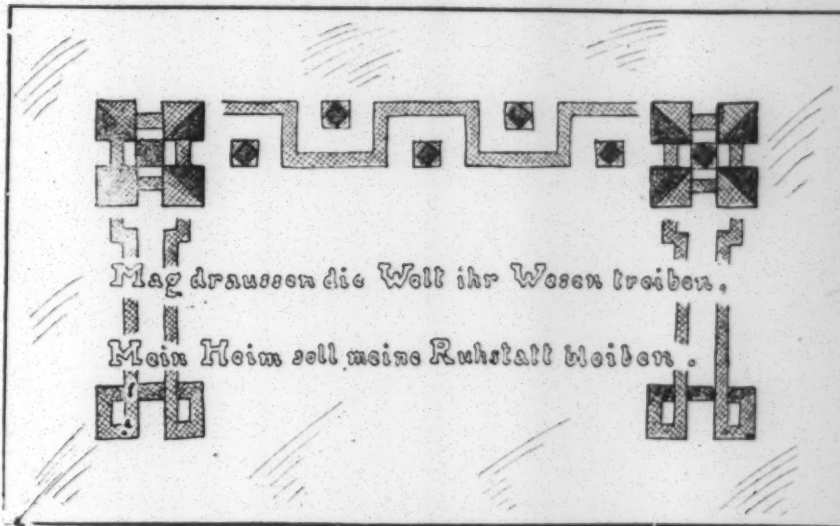 Mag draussen die Welt ihr Wesen treiben.
Mein Heim soll meine Ruhstatt bleiben.